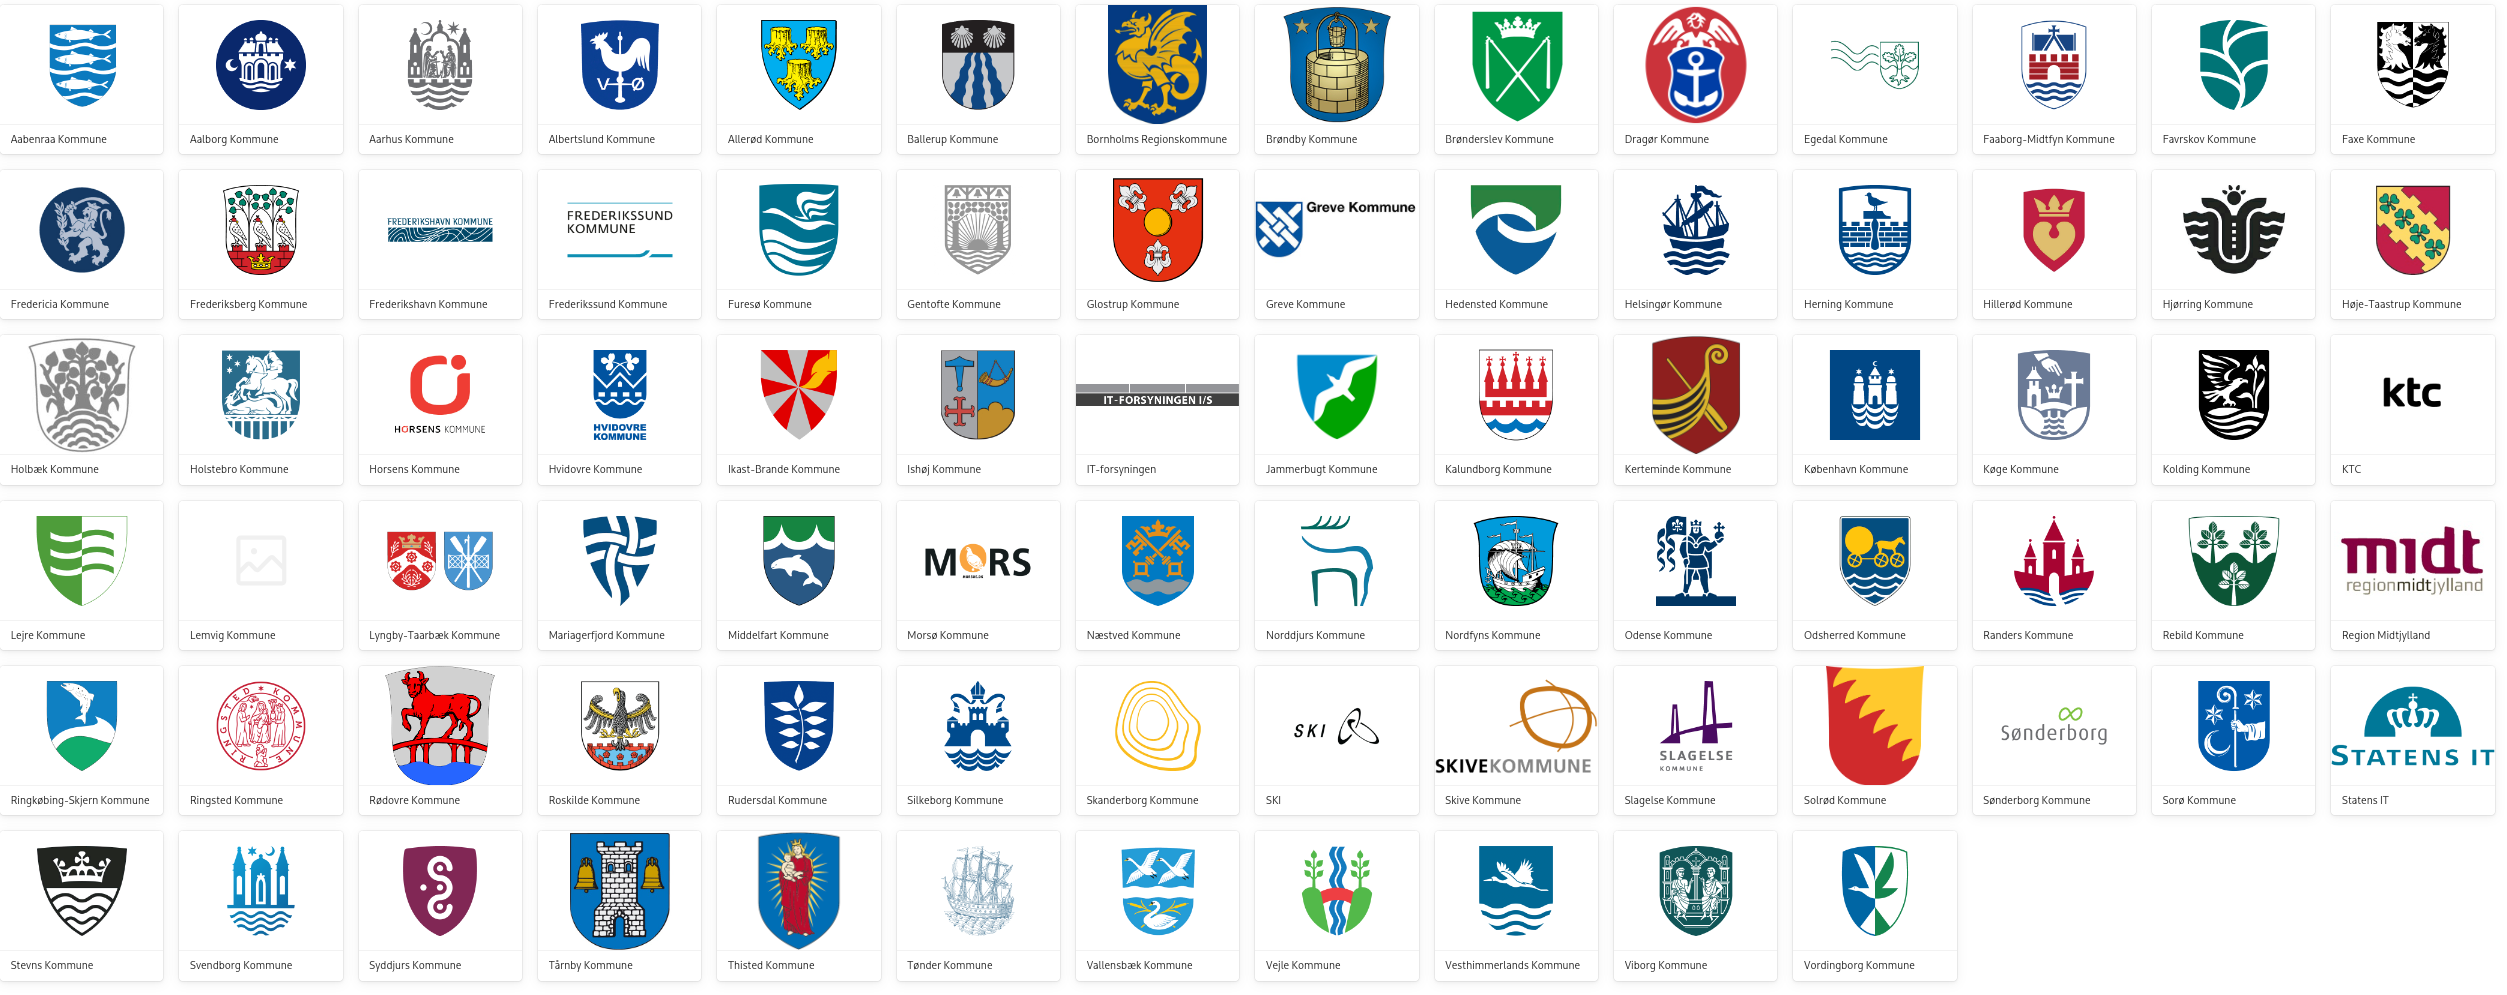 V Ø
Aabenraa Kommune
Aalborg Kommune
Aarhus Kommune
Albertslund Kommune
Allerød Kommune
Ballerup Kommune
Bornholms Regionskommune
Brøndby Kommune
Brønderslev Kommune
Dragør Kommune
Egedal Kommune
Faaborg-Midtfyn Kommune
Favrskov Kommune
Faxe Kommune
FREDERIKSHAVN KOMMUNE
FREDERIKSSUND
KOMMUNE
Greve Kommune
Fredericia Kommune
Frederiksberg Kommune
Frederikshavn Kommune
Frederikssund Kommune
Furesø Kommune
Gentofte Kommune
Glostrup Kommune
Greve Kommune
Hedensted Kommune
Helsingør Kommune
Herning Kommune
Hillerød Kommune
Hjørring Kommune
Høje-Taastrup Kommune
HORSENS KOMMUNE
HVIDOVRE
KOMMUNE
IT-FORSYNINGEN I/S
ktc
Holbæk Kommune
Holstebro Kommune
Horsens Kommune
Hvidovre Kommune
Ikast-Brande Kommune
Ishøj Kommune
IT-forsyningen
Jammerbugt Kommune
Kalundborg Kommune
Kerteminde Kommune
København Kommune
Køge Kommune
Kolding Kommune
KTC
MORS
midt
regionmidtjylland
Lejre Kommune
Lemvig Kommune
Lyngby-Taarbæk Kommune
Mariagerfjord Kommune
Middelfart Kommune
Morsø Kommune
Næstved Kommune
Norddjurs Kommune
Nordfyns Kommune
Odense Kommune
Odsherred Kommune
Randers Kommune
Rebild Kommune
Region Midtjylland
RINGSTED * KOMMUNE
SKI
SKIVEKOMMUNE
SLAGELSE
KOMMUNE
Sønderborg
STATENS IT
Ringkøbing-Skjern Kommune
Ringsted Kommune
Rødovre Kommune
Roskilde Kommune
Rudersdal Kommune
Silkeborg Kommune
Skanderborg Kommune
SKI
Skive Kommune
Slagelse Kommune
Solrød Kommune
Sønderborg Kommune
Sorø Kommune
Statens IT
Stevns Kommune
Svendborg Kommune
Syddjurs Kommune
Tårnby Kommune
Thisted Kommune
Tønder Kommune
Vallensbæk Kommune
Vejle Kommune
Vesthimmerlands Kommune
Viborg Kommune
Vordingborg Kommune